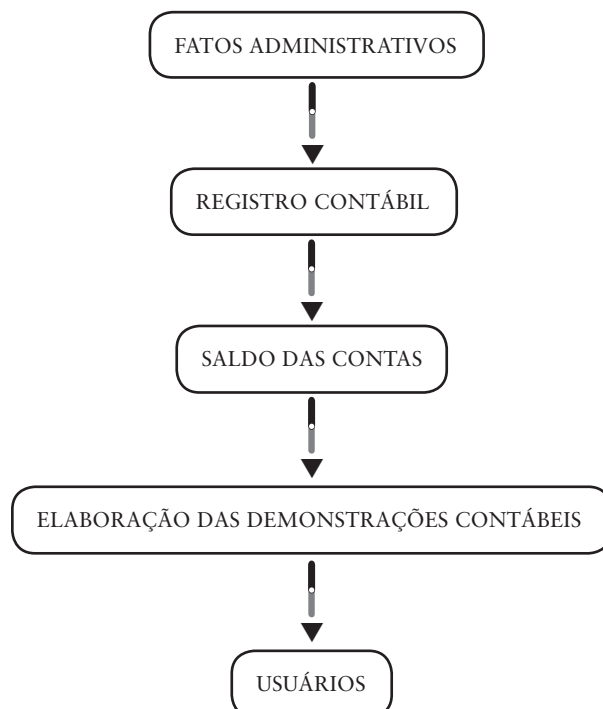 FATOS ADMINISTRATIVOS
REGISTRO CONTÁBIL
SALDO DAS CONTAS
ELABORAÇÃO DAS DEMONSTRAÇÕES CONTÁBEIS
USUÁRIOS